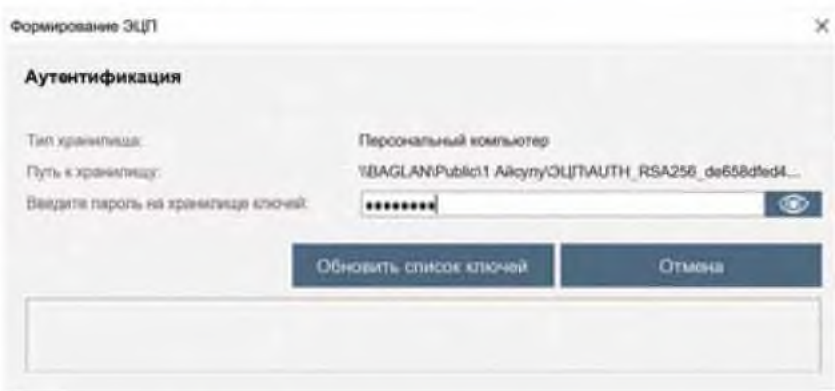 Формирование ЭЦП
Аутентификация
Тип хранилища: Персональный компьютер
Путь к хранилищу: \\BAGLAN\Public\1 Айсулу\ЭЦП\AUTH_RSA256_de658dfed4...
Введите пароль на хранилище ключей:
Обновить список ключей Отмена